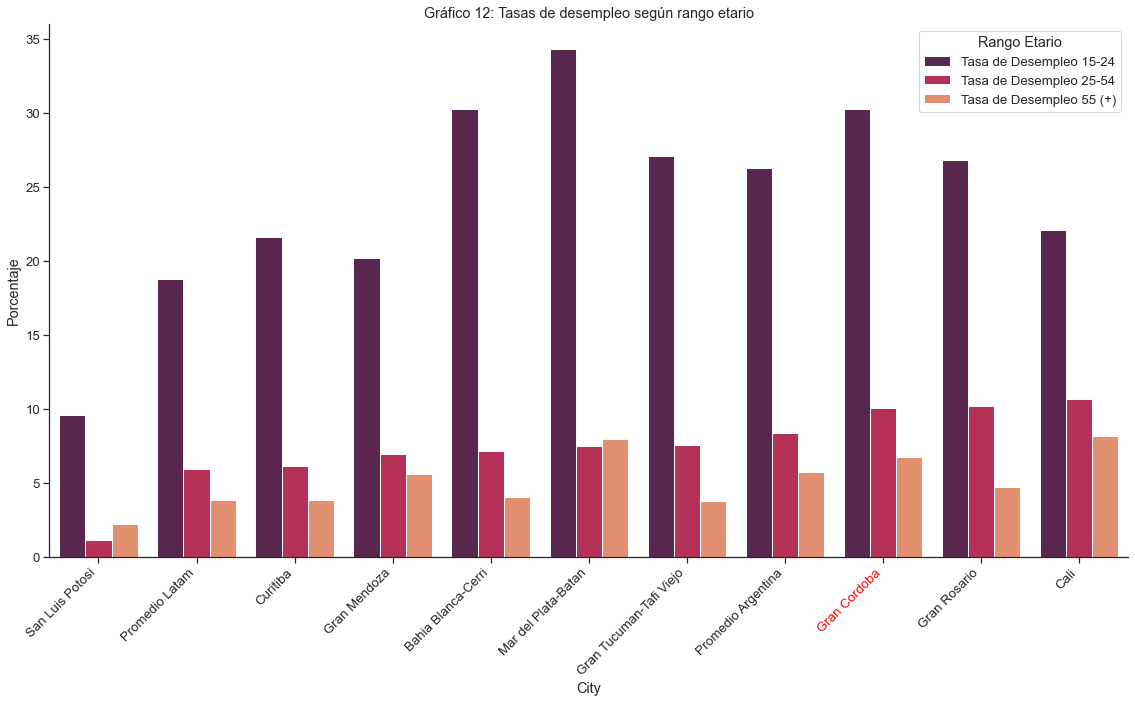 Gráfico 12: Tasas de desempleo según rango etario
Rango Etario
Tasa de Desempleo 15-24
Tasa de Desempleo 25-54
Tasa de Desempleo 55 (+)
Porcentaje
35
30
25
20
15
10
5
0
San Luis Potosi
Promedio Latam
Curitiba
Gran Mendoza
Bahia Blanca-Cerri
Mar del Plata-Batan
Gran Tucuman-Tafi Viejo
Promedio Argentina
Gran Cordoba
Gran Rosario
Cali
City